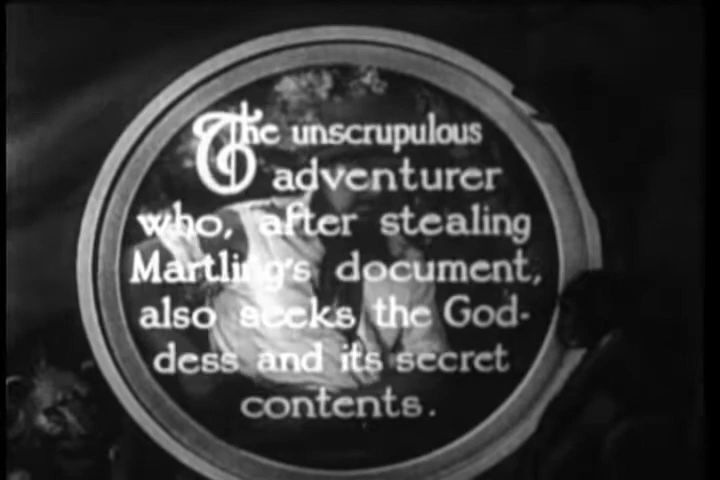 The unscrupulous
adventurer
who, after stealing
Martling's document,
also seeks the God-
dess and its secret
contents.